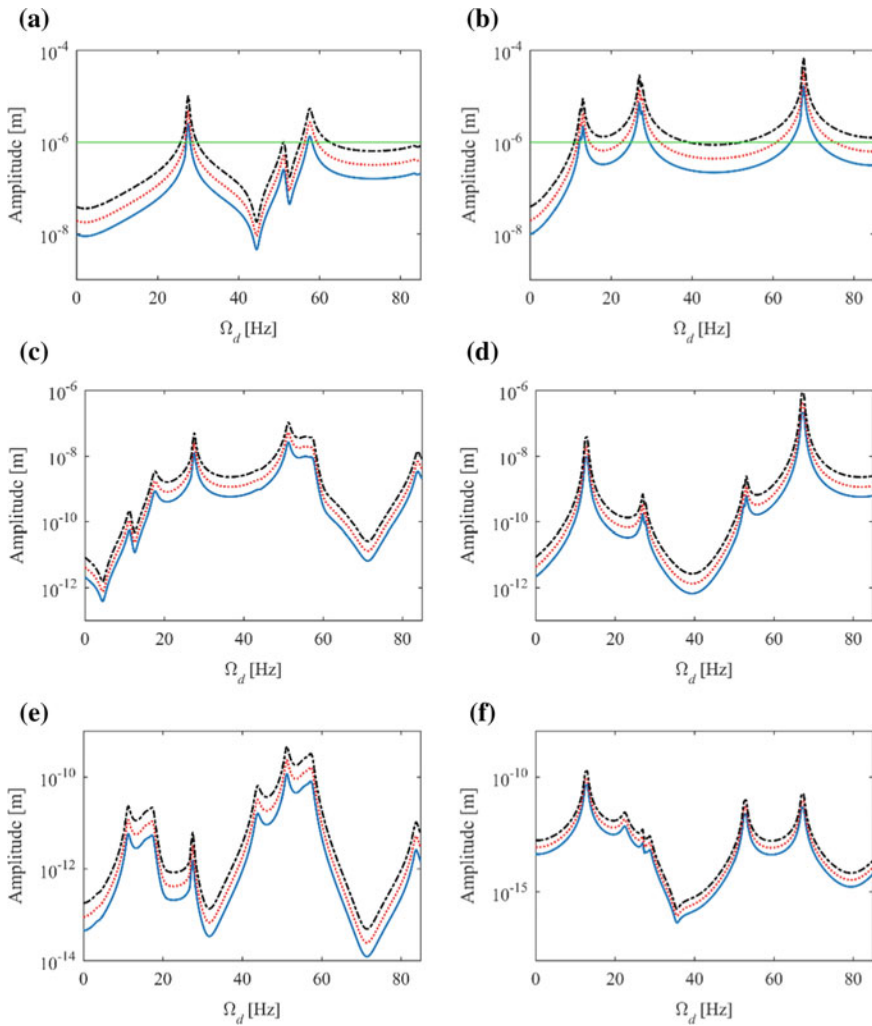 (a)
10^-4
10^-6
10^-8
Amplitude [m]
0 20 40 60 80
Ω_d [Hz]
(b)
10^-4
10^-6
10^-8
Amplitude [m]
0 20 40 60 80
Ω_d [Hz]
(c)
10^-6
10^-8
10^-10
10^-12
Amplitude [m]
0 20 40 60 80
Ω_d [Hz]
(d)
10^-6
10^-8
10^-10
10^-12
Amplitude [m]
0 20 40 60 80
Ω_d [Hz]
(e)
10^-10
10^-12
10^-14
Amplitude [m]
0 20 40 60 80
Ω_d [Hz]
(f)
10^-10
10^-15
Amplitude [m]
0 20 40 60 80
Ω_d [Hz]